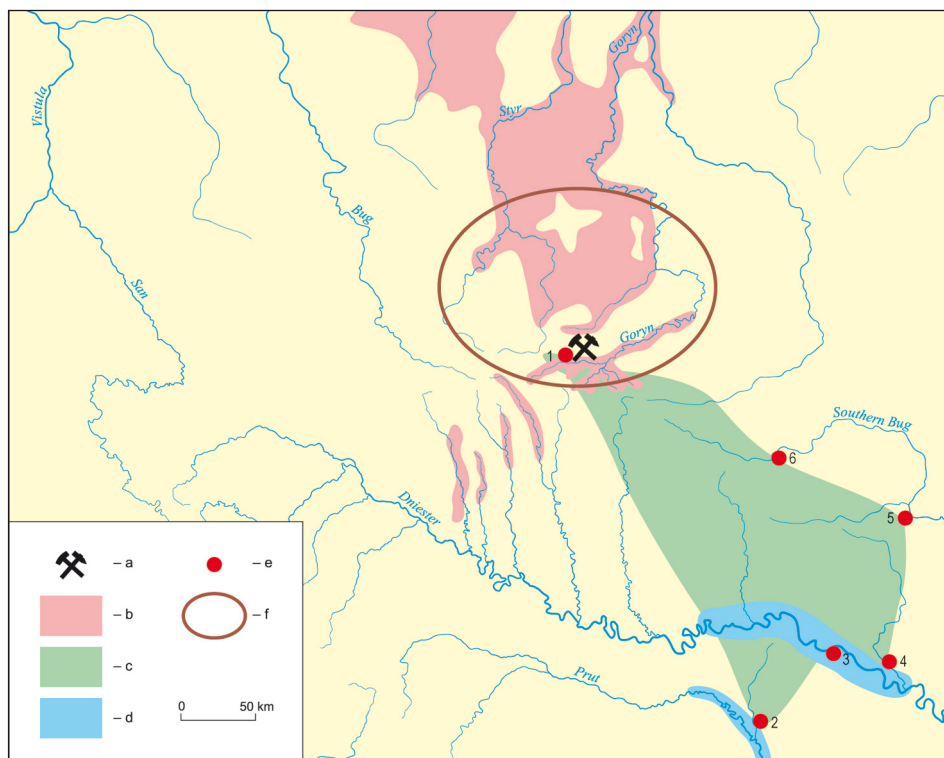 Vistula
Goryn
Styr
Bug
San
Goryn
1
Southern Bug
6
5
Dniester
3
4
Prut
2
– a
– e
– b
– f
– c
0 50 km
– d